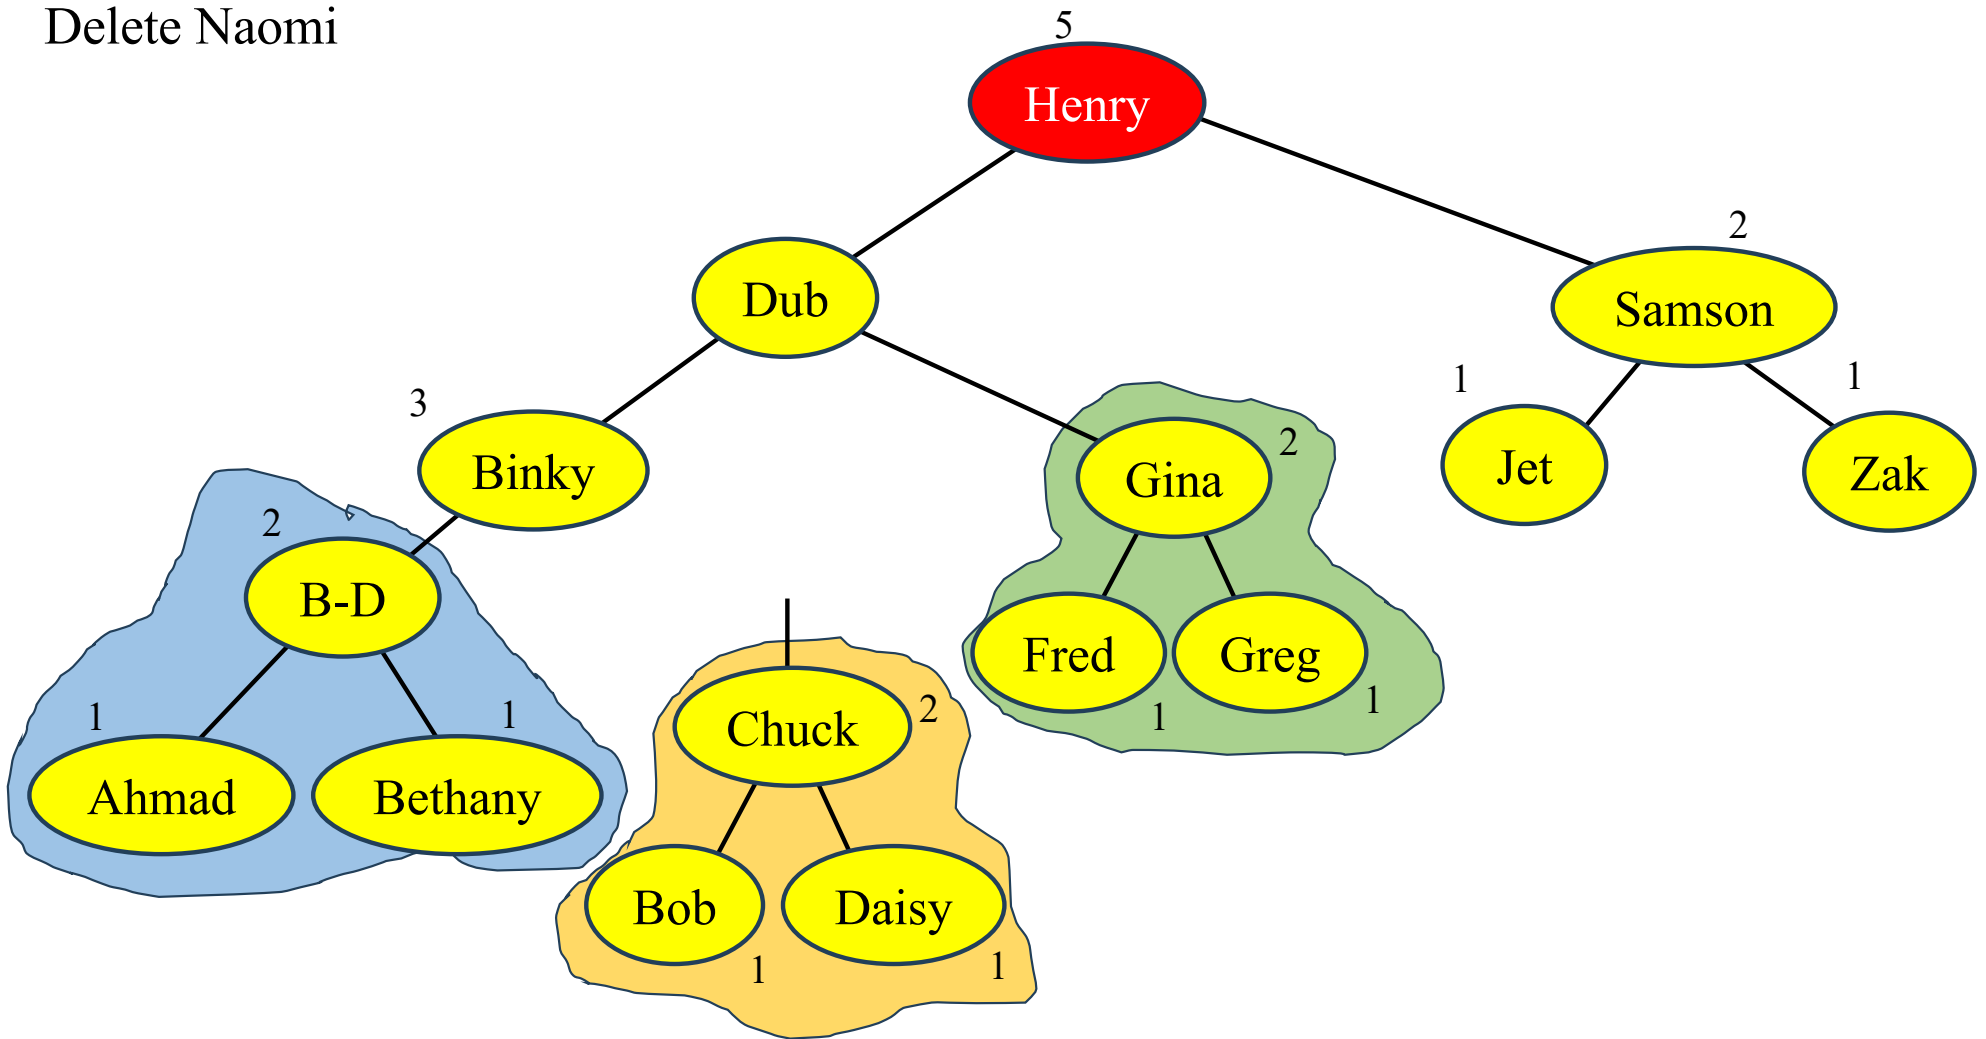 Delete Naomi
5
Henry
2
Dub
Samson
3
1
1
Binky
2
Gina
Jet
Zak
2
B-D
Fred
Greg
2
1
1
1
1
Chuck
Ahmad
Bethany
Bob
Daisy
1
1